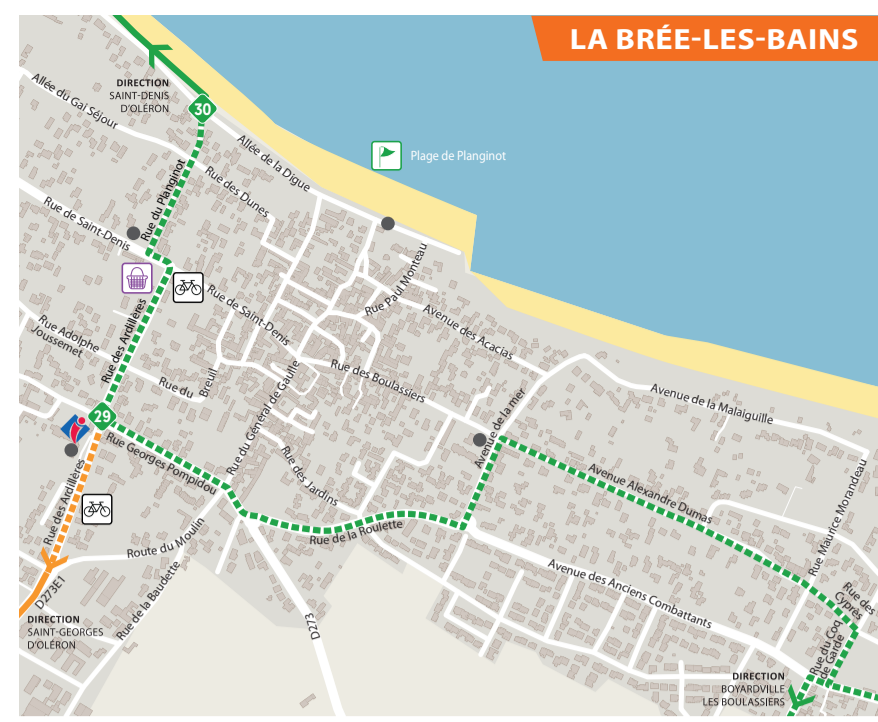 LA BRÉE-LES-BAINS
DIRECTION
SAINT-DENIS
D'OLÉRON
30
Allée du Gai Séjour
Allée de la Digue
Plage de Planginot
Rue du Planginot
Rue des Dunes
Rue de Saint-Denis
Rue Paul Monteau
Rue de Saint-Denis
Avenue des Acacias
Rue des Ardillères
Rue Adolphe
Joussemet
Rue du Breuil
Rue des Boulassiers
Rue du Général de Gaulle
Avenue de la mer
Avenue de la Malaiguille
29
Rue Georges Pompidou
Rue des Jardins
Rue des Ardillères
Avenue Alexandre Dumas
Rue Maurice Morandeau
Rue de la Roulette
Route du Moulin
Avenue des Anciens Combattants
Rue des
Cyprès
D273E1
Rue de la Baudette
D273
Rue du Coq
de Garde
DIRECTION
SAINT-GEORGES
D'OLÉRON
DIRECTION
BOYARDVILLE
LES BOULASSIERS